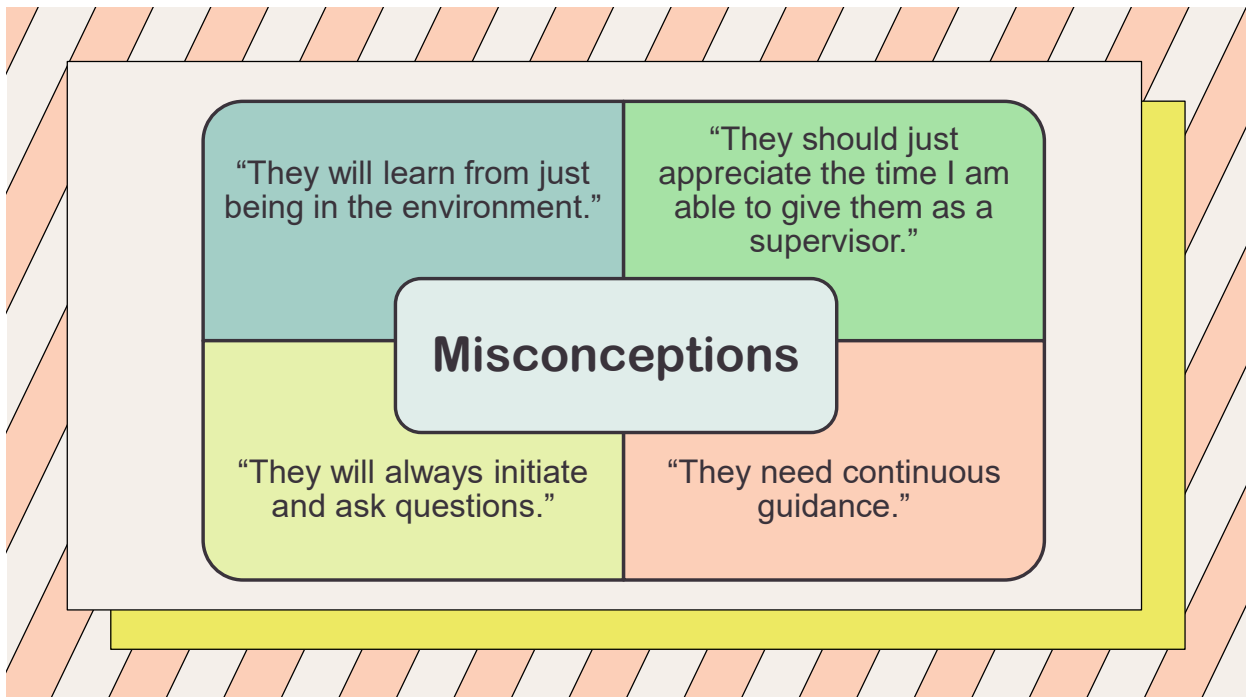 “They will learn from just
being in the environment.”
“They should just
appreciate the time I am
able to give them as a
supervisor.”
Misconceptions
“They will always initiate
and ask questions.”
“They need continuous
guidance.”